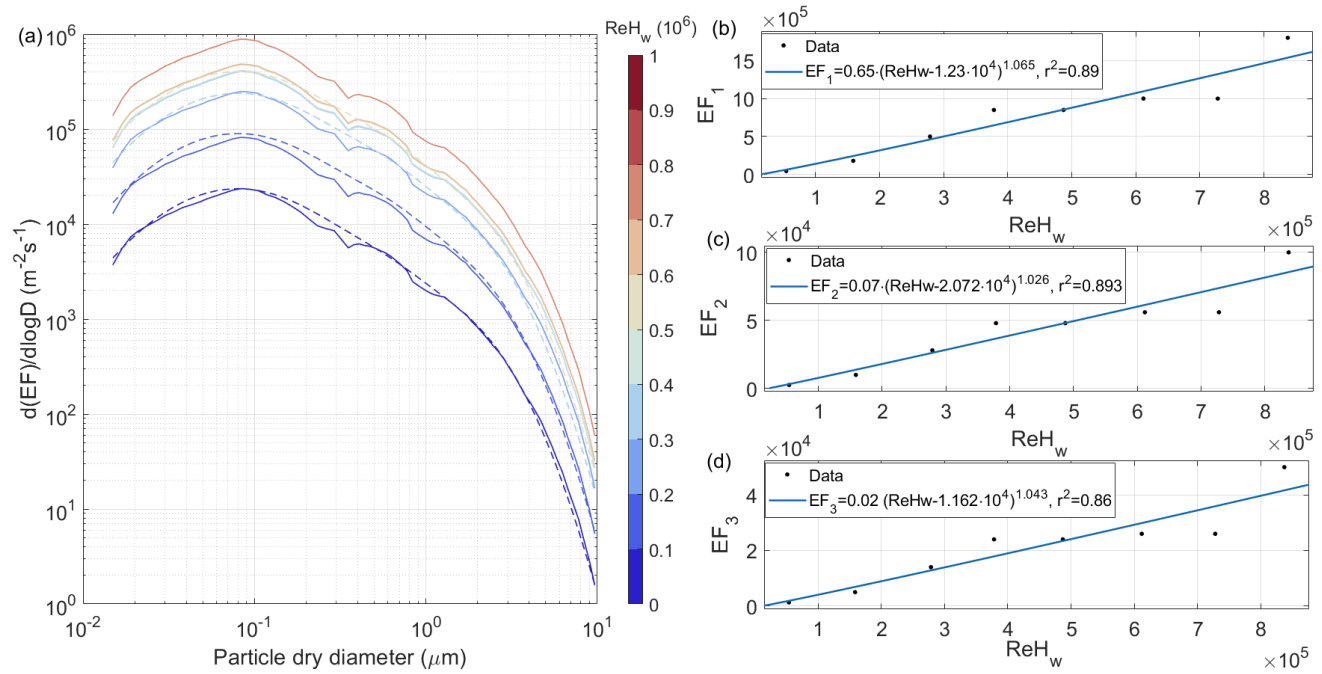 (a)
10^6
10^5
10^4
10^3
10^2
10^1
10^0
d(EF)/dlogD (m^-2s^-1)
10^-2
10^-1
10^0
10^1
Particle dry diameter (μm)
ReH_w (10^6)
1
0.9
0.8
0.7
0.6
0.5
0.4
0.3
0.2
0.1
0
(b)
×10^5
Data
EF_1=0.65·(ReHw-1.23·10^4)^1.065, r^2=0.89
15
10
5
0
EF_1
1 2 3 4 5 6 7 8
ReH_w
×10^5
(c)
×10^4
Data
EF_2=0.07·(ReHw-2.072·10^4)^1.026, r^2=0.893
10
5
0
EF_2
1 2 3 4 5 6 7 8
ReH_w
×10^5
(d)
×10^4
Data
EF_3=0.02 (ReHw-1.162·10^4)^1.043, r^2=0.86
4
2
0
EF_3
1 2 3 4 5 6 7 8
ReH_w
×10^5